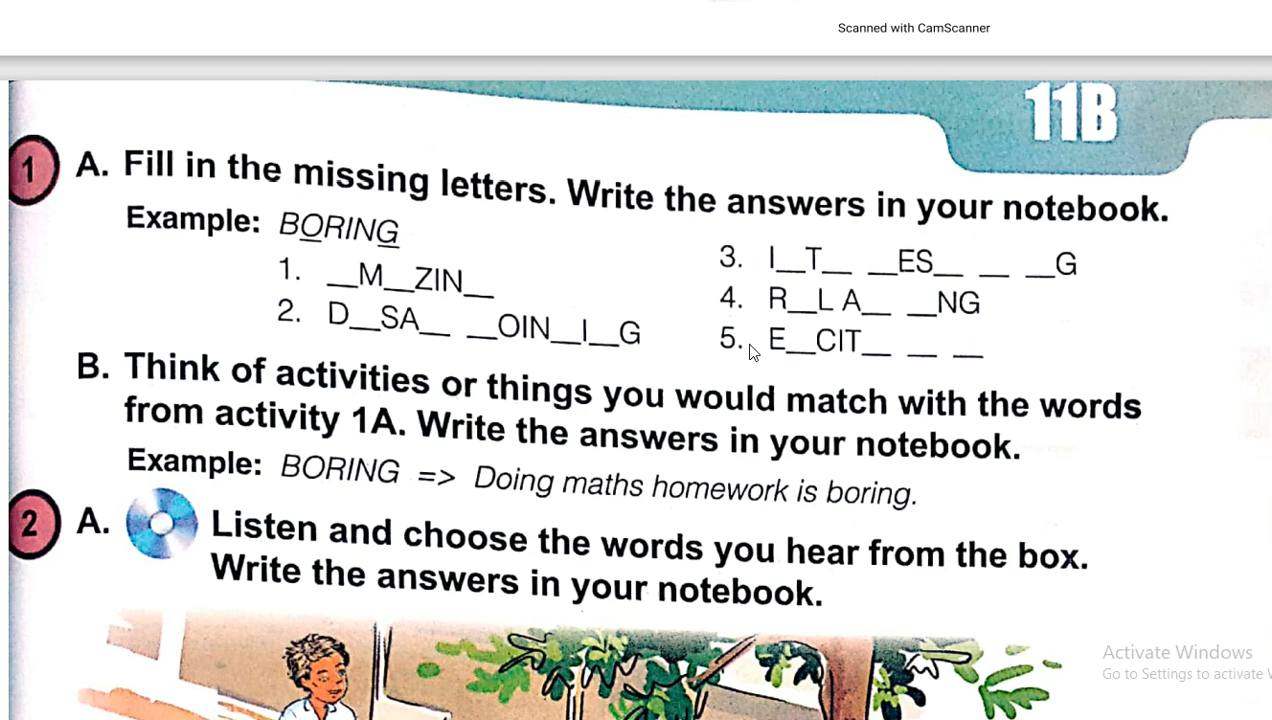 Scanned with CamScanner
11B
1 A. Fill in the missing letters. Write the answers in your notebook.
Example: BORING
1. __M__ZIN__
2. D__SA__ __OIN__I__G
3. I__T__ __ES__ __ __G
4. R__L A__ __NG
5. E__CIT__ __ __
B. Think of activities or things you would match with the words
from activity 1A. Write the answers in your notebook.
Example: BORING => Doing maths homework is boring.
2 A. Listen and choose the words you hear from the box.
Write the answers in your notebook.
Activate Windows
Go to Settings to activate